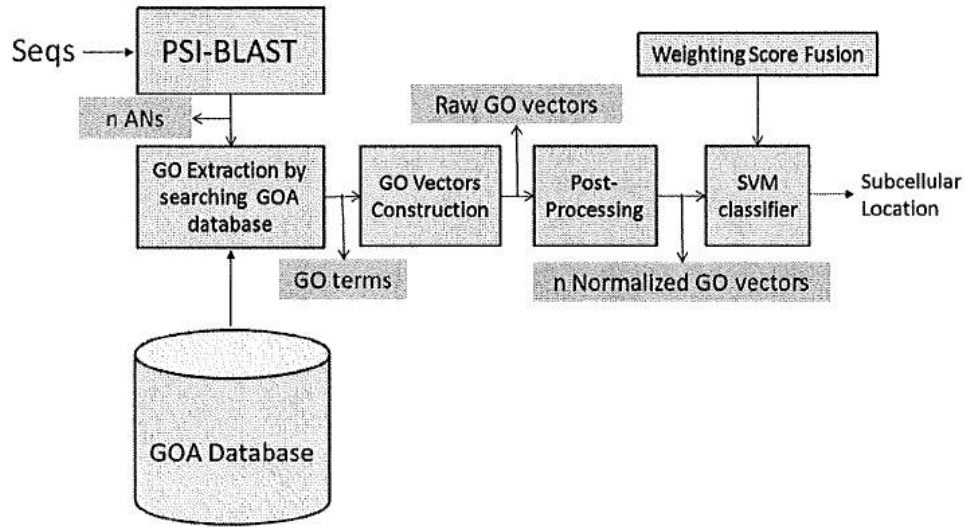 Seqs
PSI-BLAST
Weighting Score Fusion
n ANs
Raw GO vectors
GO Extraction by
searching GOA
database
GO Vectors
Construction
Post-
Processing
SVM
classifier
Subcellular
Location
GO terms
n Normalized GO vectors
GOA Database